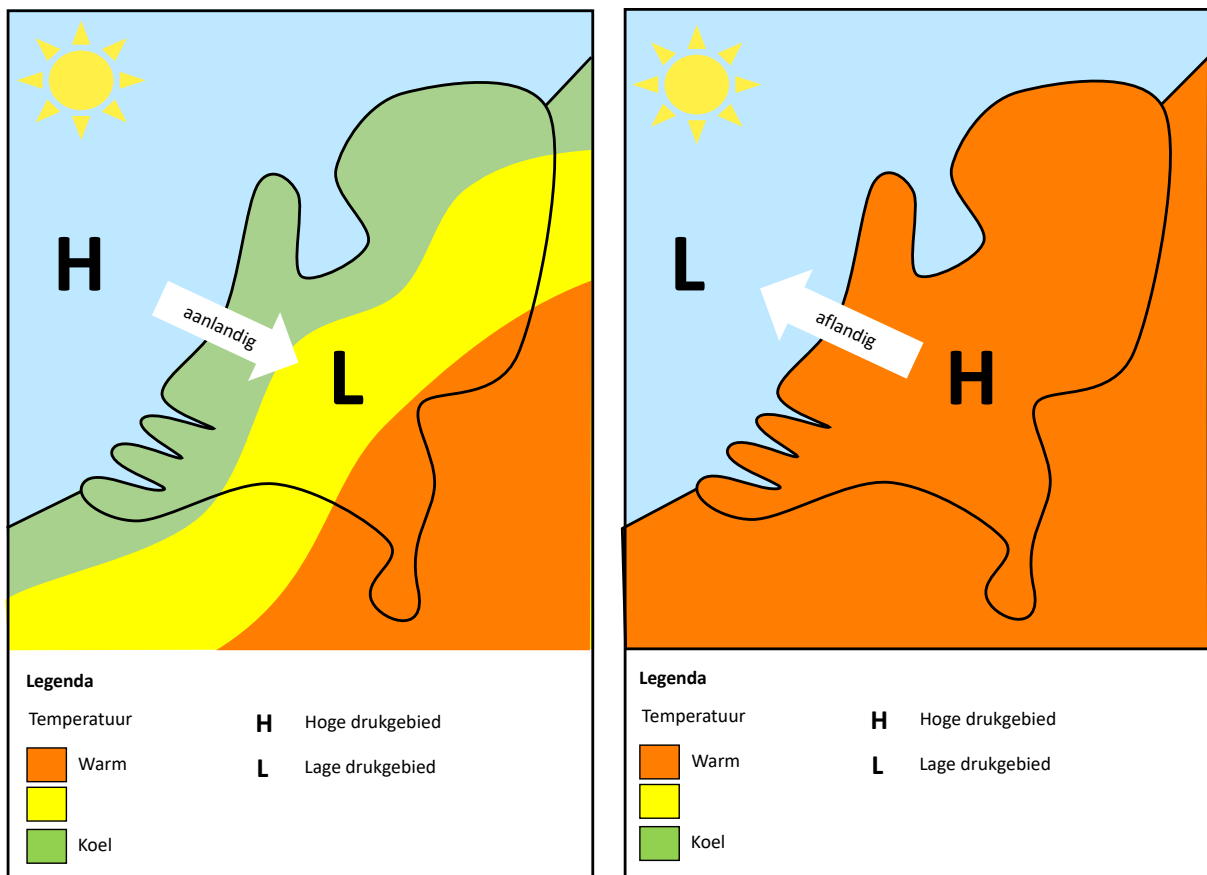 H
aanlandig
L
Legenda
Temperatuur
H Hoge drukgebied
Warm
L Lage drukgebied
Koel
L
aflandig
H
Legenda
Temperatuur
H Hoge drukgebied
Warm
L Lage drukgebied
Koel